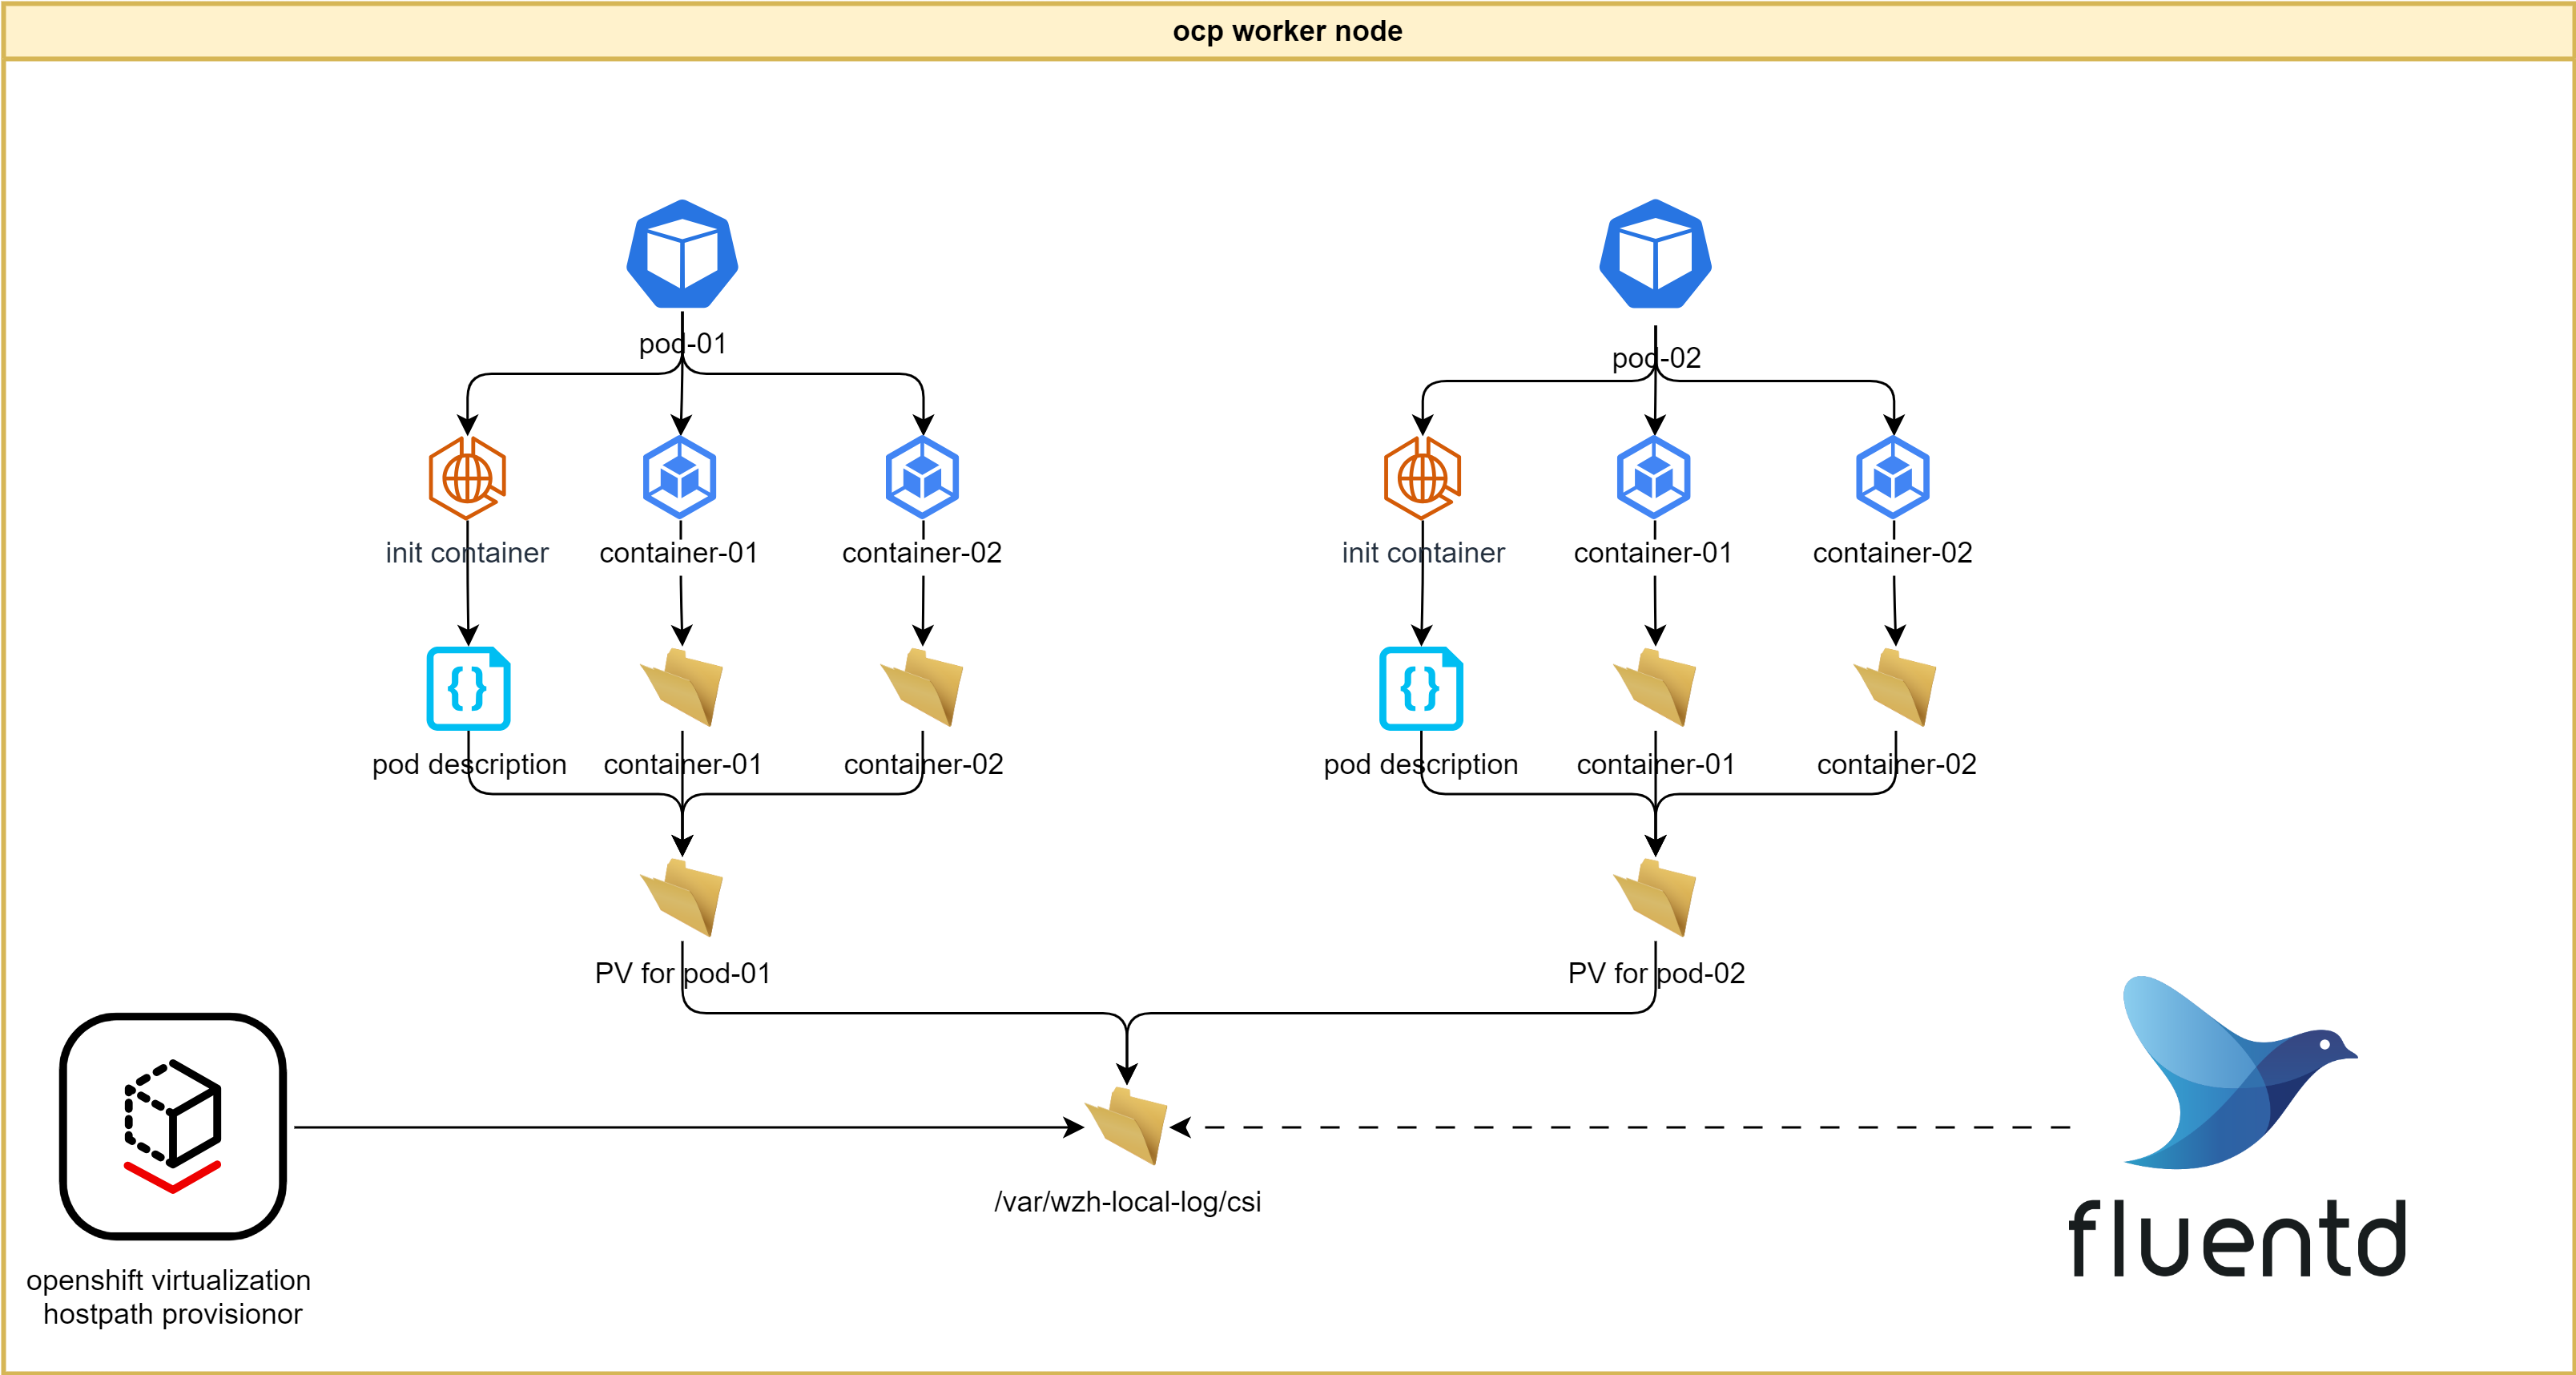 ocp worker node
pod-01
pod-02
init container
container-01
container-02
init container
container-01
container-02
pod description
container-01
container-02
pod description
container-01
container-02
PV for pod-01
PV for pod-02
/var/wzh-local-log/csi
fluentd
openshift virtualization
hostpath provisionor